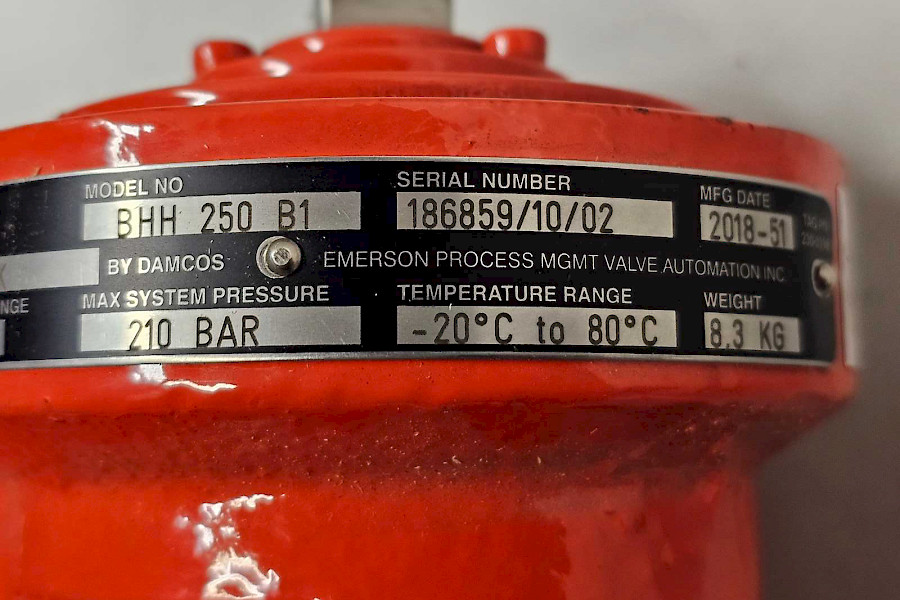 MODEL NO
BHH 250 B1
SERIAL NUMBER
186859/10/02
MFG DATE
2018-51
BY DAMCOS
EMERSON PROCESS MGMT VALVE AUTOMATION INC.
MAX SYSTEM PRESSURE
210 BAR
TEMPERATURE RANGE
-20°C to 80°C
WEIGHT
8,3 KG